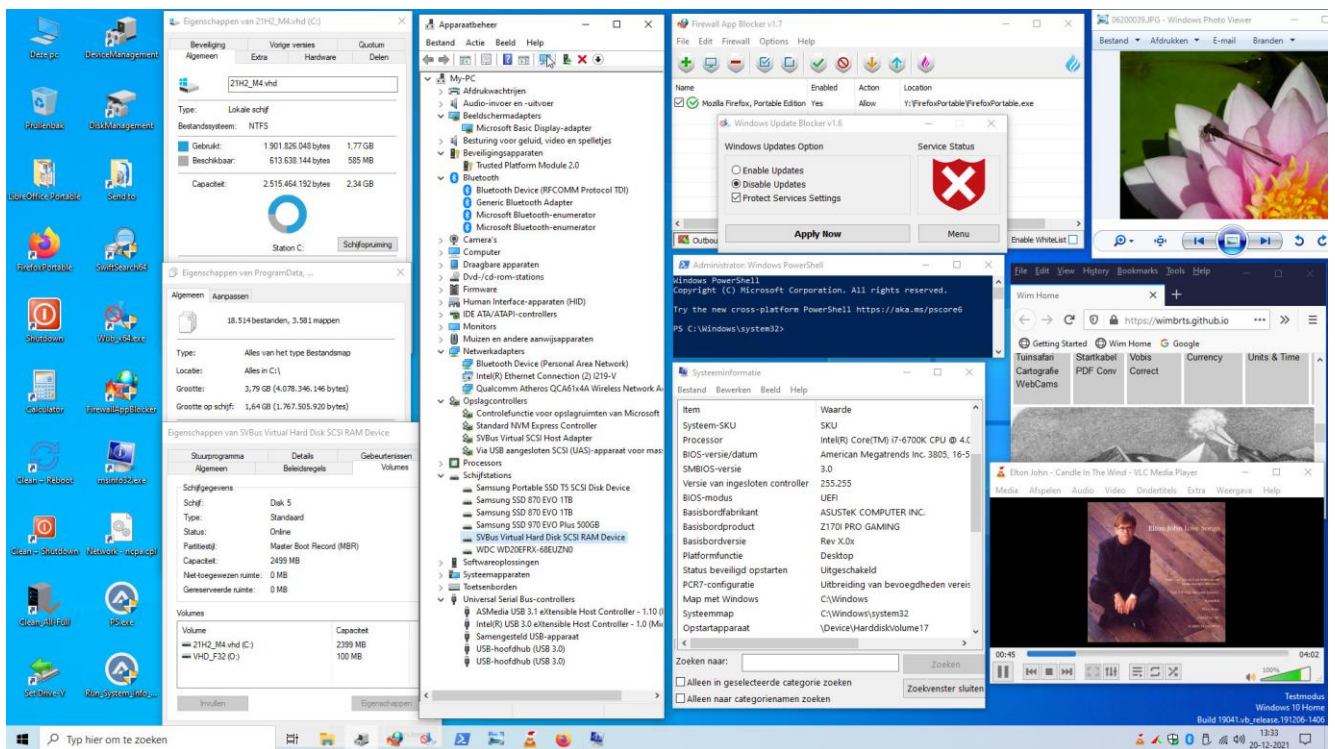 Deze pc
DeviceManagement
Prullenbak
DiskManagement
LibreOffice Portable
Send to
FirefoxPortable
SwiftSearch64
Shutdown
Wub_x64.exe
Calculator
FirewallAppBlocker
Clean - Reboot
msinfo32.exe
Clean - Shutdown
Network - ncpa.cpl
Clean_All-Full
PS.exe
Set Drive-V
Eigenschappen van 21H2_M4.vhd (C:)
Beveiliging Vorige versies Quotum
Algemeen Extra Hardware Delen
21H2_M4.vhd
Type: Lokale schijf
Bestandssysteem: NTFS
Gebruikt: 1.901.826.048 bytes 1,77 GB
Beschikbaar: 613.638.144 bytes 585 MB
Capaciteit: 2.515.464.192 bytes 2,34 GB
Station C:
Schijfopruiming
Eigenschappen van ProgramData, ...
Algemeen Aanpassen
18.514 bestanden, 3.581 mappen
Type: Alles van het type Bestandsmap
Locatie: Alles in C:\
Grootte: 3,79 GB (4.078.346.146 bytes)
Grootte op schijf: 1,64 GB (1.767.505.920 bytes)
Eigenschappen van SVBus Virtual Hard Disk SCSI RAM Device
Stuurprogramma Details Gebeurtenissen
Algemeen Beleidsregels Volumes
Schijfgegevens
Schijf: Disk 5
Type: Standaard
Status: Online
Partitiestijl: Master Boot Record (MBR)
Capaciteit: 2499 MB
Niet-toegewezen ruimte: 0 MB
Gereserveerde ruimte: 0 MB
Volumes
Volume Capaciteit
21H2_M4.vhd (C:) 2399 MB
VHD_F32 (O:) 100 MB
Invullen
Eigenschappen
Apparaatbeheer
Bestand Actie Beeld Help
My-PC
Afdrukwachtrijen
Audio-invoer en -uitvoer
Beeldschermadapters
Microsoft Basic Display-adapter
Besturing voor geluid, video en spelletjes
Beveiligingsapparaten
Trusted Platform Module 2.0
Bluetooth
Bluetooth Device (RFCOMM Protocol TDI)
Generic Bluetooth Adapter
Microsoft Bluetooth-enumerator
Microsoft Bluetooth-enumerator
Camera's
Computer
Draagbare apparaten
Dvd-/cd-rom-stations
Firmware
Human Interface-apparaten (HID)
IDE ATA/ATAPI-controllers
Monitors
Muizen en andere aanwijsapparaten
Netwerkadapters
Bluetooth Device (Personal Area Network)
Intel(R) Ethernet Connection (2) I219-V
Qualcomm Atheros QCA61x4A Wireless Network A
Opslagcontrollers
Controlefunctie voor opslagruimten van Microsoft
Standard NVM Express Controller
SVBus Virtual SCSI Host Adapter
Via USB aangesloten SCSI (UAS)-apparaat voor mas
Processors
Schijfstations
Samsung Portable SSD T5 SCSI Disk Device
Samsung SSD 870 EVO 1TB
Samsung SSD 870 EVO 1TB
Samsung SSD 970 EVO Plus 500GB
SVBus Virtual Hard Disk SCSI RAM Device
WDC WD20EFRX-68EUZN0
Softwareoplossingen
Systeemapparaten
Toetsenborden
Universal Serial Bus-controllers
ASMedia USB 3.1 eXtensible Host Controller - 1.10 (
Intel(R) USB 3.0 eXtensible Host Controller - 1.0 (Mi
Samengesteld USB-apparaat
USB-hoofdhub (USB 3.0)
USB-hoofdhub (USB 3.0)
Firewall App Blocker v1.7
File Edit Firewall Options Help
Name Enabled Action Location
Mozilla Firefox, Portable Edition Yes Allow Y:\FirefoxPortable\FirefoxPortable.exe
Outbou
Enable WhiteList
Windows Update Blocker v1.6
Windows Updates Option Service Status
Enable Updates
Disable Updates
Protect Services Settings
Apply Now Menu
Administrator: Windows PowerShell
Windows PowerShell
Copyright (C) Microsoft Corporation. All rights reserved.
Try the new cross-platform PowerShell https://aka.ms/pscore6
PS C:\Windows\system32>
Systeeminformatie
Bestand Bewerken Beeld Help
Item Waarde
Systeem-SKU SKU
Processor Intel(R) Core(TM) i7-6700K CPU @ 4.0
BIOS-versie/datum American Megatrends Inc. 3805, 16-5
SMBIOS-versie 3.0
Versie van ingesloten controller 255.255
BIOS-modus UEFI
Basisbordfabrikant ASUSTeK COMPUTER INC.
Basisbordproduct Z170I PRO GAMING
Basisbordversie Rev X.0x
Platformfunctie Desktop
Status beveiligd opstarten Uitgeschakeld
PCR7-configuratie Uitbreiding van bevoegdheden vereis
Map met Windows C:\Windows
Systeemmap C:\Windows\system32
Opstartapparaat \Device\HarddiskVolume17
Zoeken naar: Zoeken
Alleen in geselecteerde categorie zoeken
Zoekvenster sluiten
Alleen naar categorienamen zoeken
06200039.JPG - Windows Photo Viewer
Bestand Afdrukken E-mail Branden
File Edit View History Bookmarks Tools Help
Wim Home
https://wimbrts.github.io
Getting Started Wim Home Google
Tuinsafari Startkabel Vobis Currency Units & Time
Cartografie PDF Conv Correct
WebCams
Elton John - Candle In The Wind - VLC Media Player
Media Afspelen Audio Video Ondertitels Extra Weergave Help
Elton John Love Songs
00:45 04:02
100%
Testmodus
Windows 10 Home
Build 19041.vb_release.191206-1406
Typ hier om te zoeken
13:33
20-12-2021